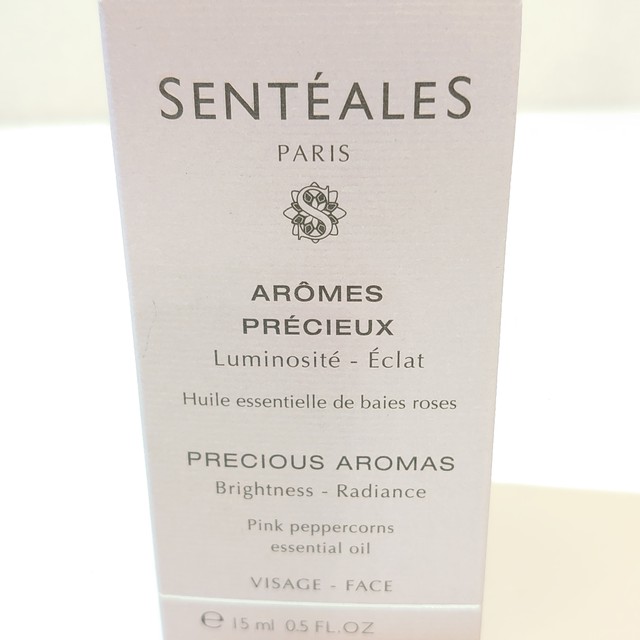 SENTÉALES
PARIS
S
ARÔMES
PRÉCIEUX
Luminosité - Éclat
Huile essentielle de baies roses
PRECIOUS AROMAS
Brightness - Radiance
Pink peppercorns
essential oil
VISAGE - FACE
℮ 15 ml 0.5 FL.OZ